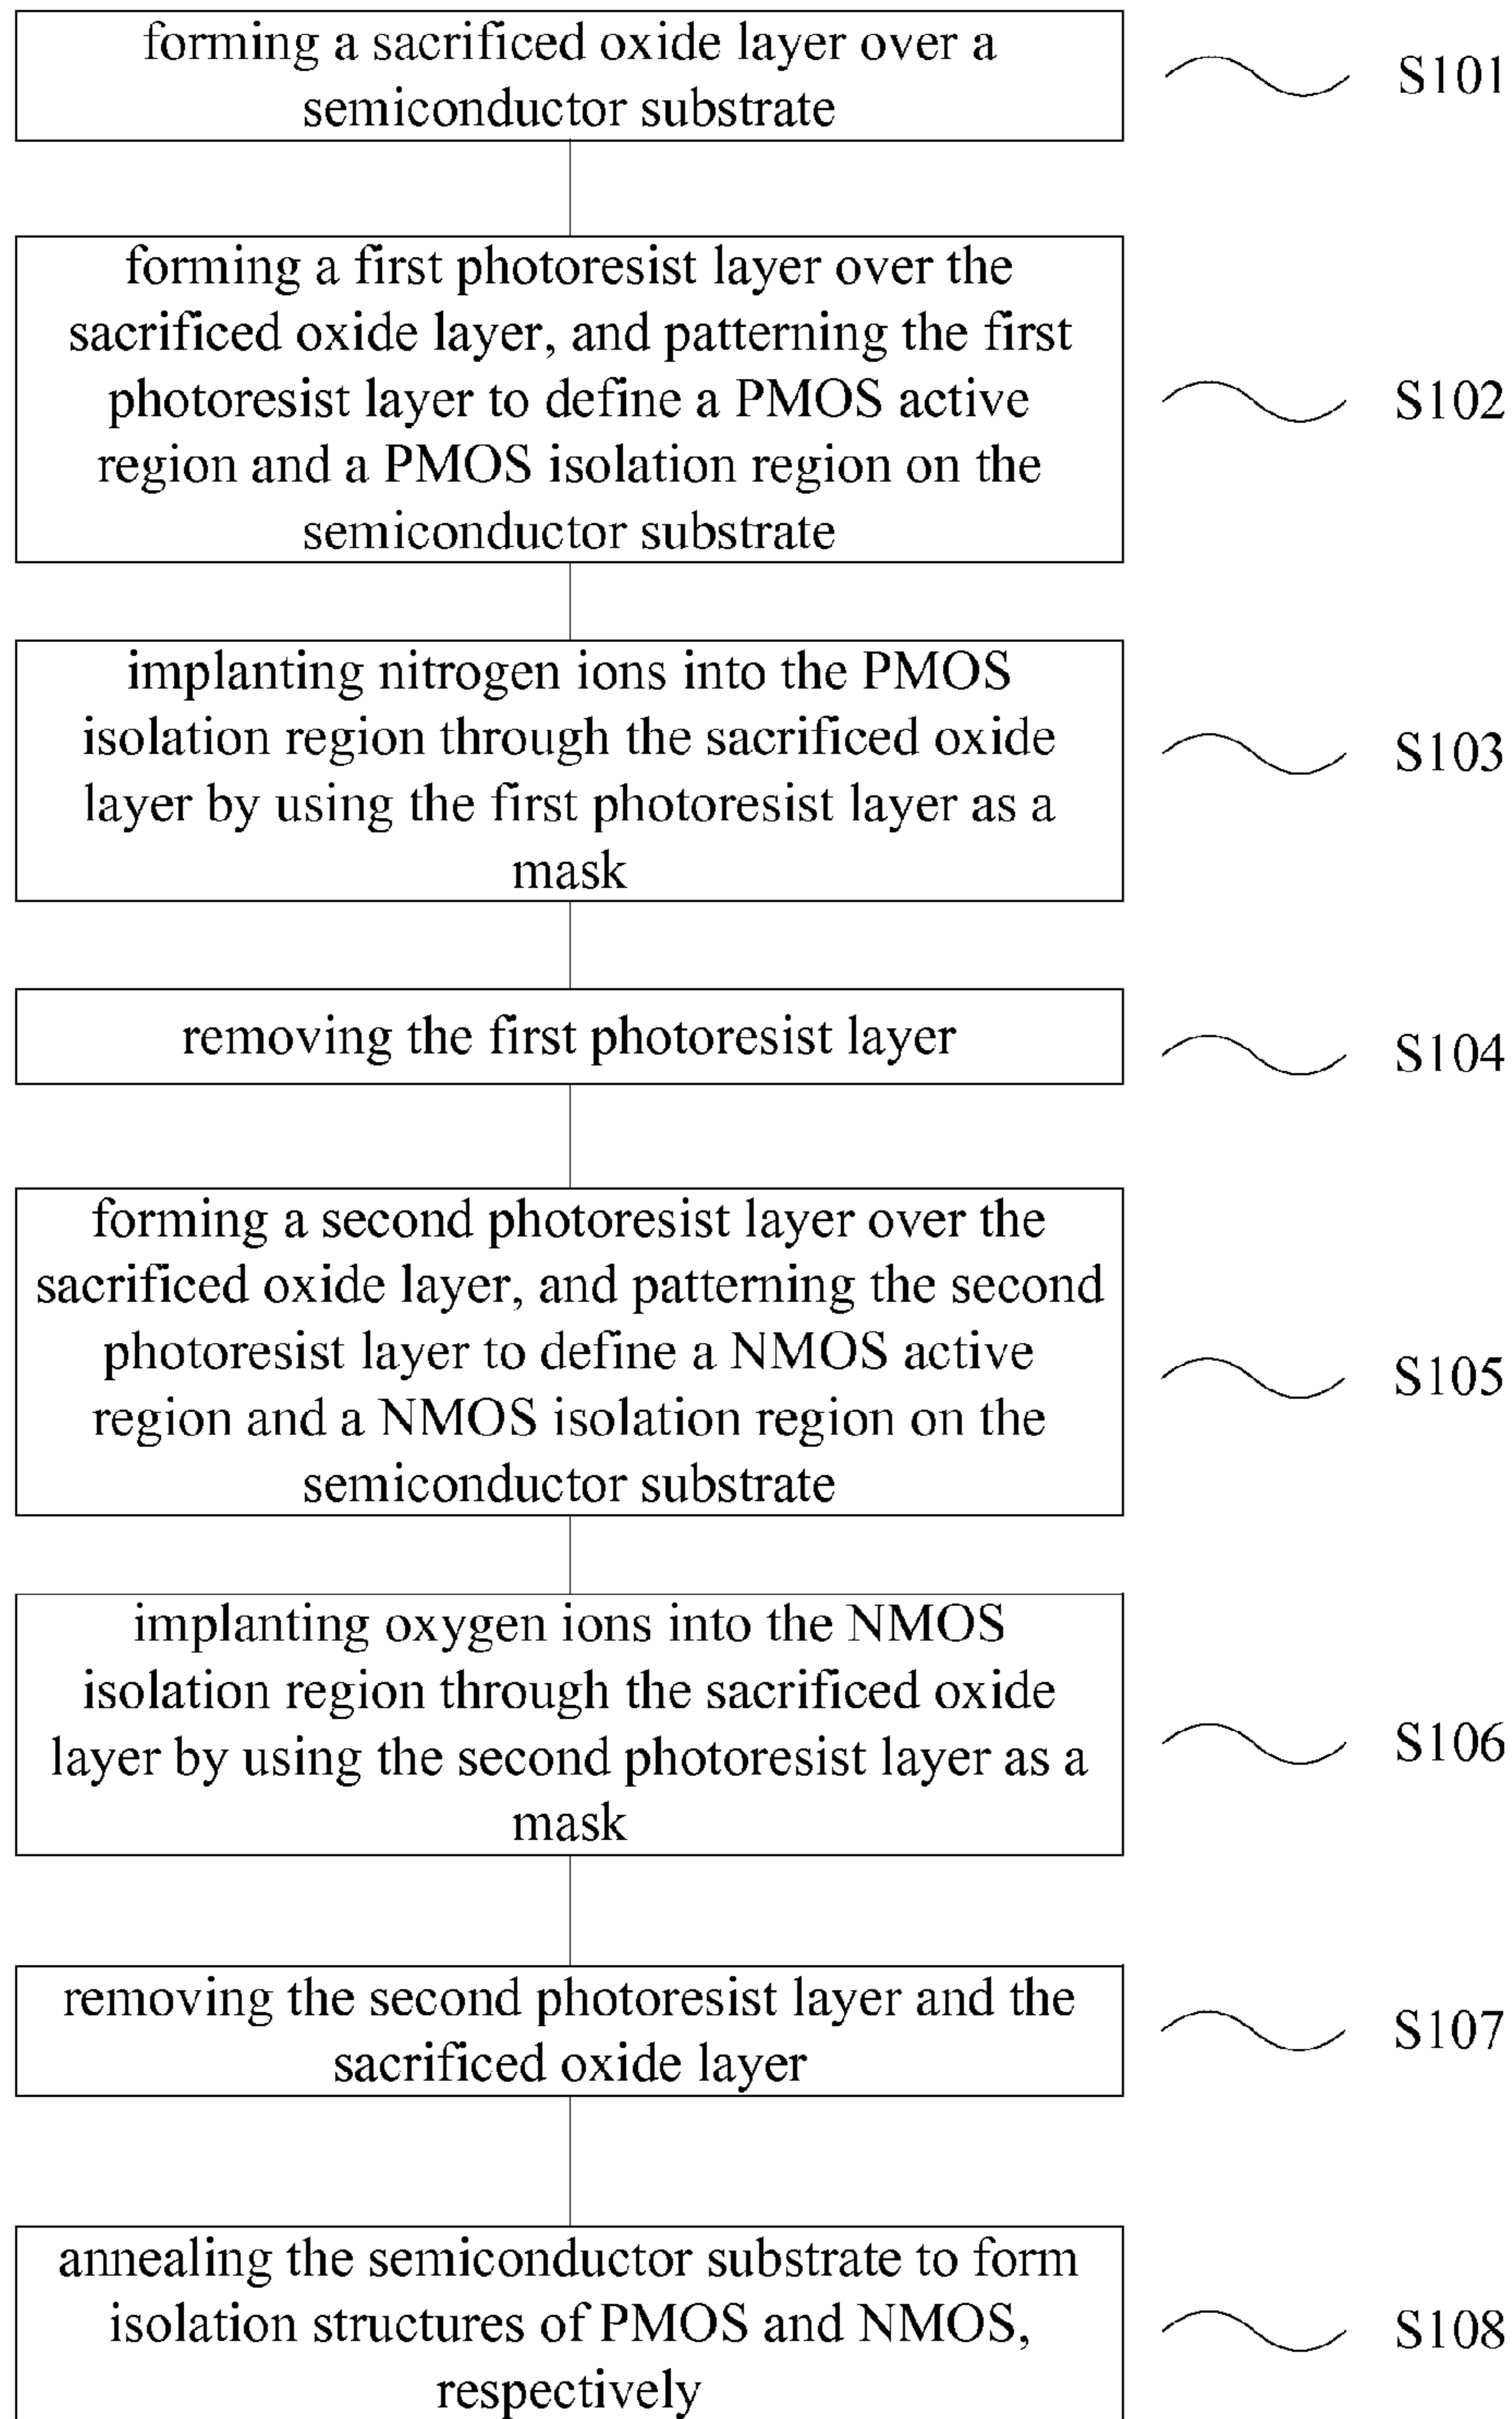 forming a sacrificed oxide layer over a
semiconductor substrate
S101
forming a first photoresist layer over the
sacrificed oxide layer, and patterning the first
photoresist layer to define a PMOS active
region and a PMOS isolation region on the
semiconductor substrate
S102
implanting nitrogen ions into the PMOS
isolation region through the sacrificed oxide
layer by using the first photoresist layer as a
mask
S103
removing the first photoresist layer
S104
forming a second photoresist layer over the
sacrificed oxide layer, and patterning the second
photoresist layer to define a NMOS active
region and a NMOS isolation region on the
semiconductor substrate
S105
implanting oxygen ions into the NMOS
isolation region through the sacrificed oxide
layer by using the second photoresist layer as a
mask
S106
removing the second photoresist layer and the
sacrificed oxide layer
S107
annealing the semiconductor substrate to form
isolation structures of PMOS and NMOS,
respectively
S108